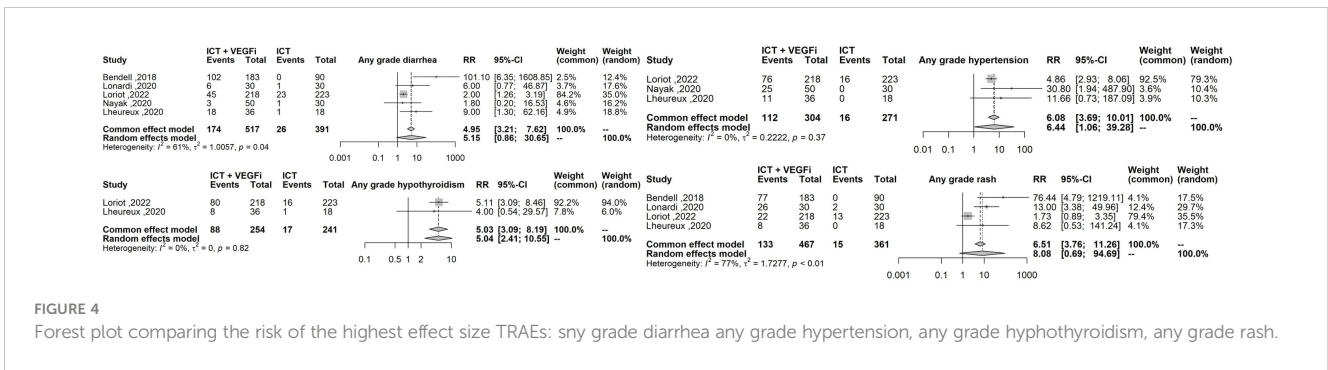 ICT + VEGFi ICT Weight Weight
Study Events Total Events Total Any grade diarrhea RR 95%-CI (common) (random)
Bendell ,2018 102 183 0 90 101.10 [6.35; 1608.85] 2.5% 12.4%
Lonardi ,2020 6 30 1 30 6.00 [0.77; 46.87] 3.7% 17.6%
Loriot ,2022 45 218 23 223 2.00 [1.26; 3.19] 84.2% 35.0%
Nayak ,2020 3 50 1 30 1.80 [0.20; 16.53] 4.6% 16.2%
Lheureux ,2020 18 36 1 18 9.00 [1.30; 62.16] 4.9% 18.8%
Common effect model 174 517 26 391 4.95 [3.21; 7.62] 100.0% --
Random effects model 5.15 [0.86; 30.65] -- 100.0%
Heterogeneity: I² = 61%, τ² = 1.0057, p = 0.04
0.001 0.1 1 10 1000
ICT + VEGFi ICT Weight Weight
Study Events Total Events Total Any grade hypertension RR 95%-CI (common) (random)
Loriot ,2022 76 218 16 223 4.86 [2.93; 8.06] 92.5% 79.3%
Nayak ,2020 25 50 0 30 30.80 [1.94; 487.90] 3.6% 10.4%
Lheureux ,2020 11 36 0 18 11.66 [0.73; 187.09] 3.9% 10.3%
Common effect model 112 304 16 271 6.08 [3.69; 10.01] 100.0% --
Random effects model 6.44 [1.06; 39.28] -- 100.0%
Heterogeneity: I² = 0%, τ² = 0.2222, p = 0.37
0.01 0.1 1 10 100
ICT + VEGFi ICT Weight Weight
Study Events Total Events Total Any grade hypothyroidism RR 95%-CI (common) (random)
Loriot ,2022 80 218 16 223 5.11 [3.09; 8.46] 92.2% 94.0%
Lheureux ,2020 8 36 1 18 4.00 [0.54; 29.57] 7.8% 6.0%
Common effect model 88 254 17 241 5.03 [3.09; 8.19] 100.0% --
Random effects model 5.04 [2.41; 10.55] -- 100.0%
Heterogeneity: I² = 0%, τ² = 0, p = 0.82
0.1 0.5 1 2 10
ICT + VEGFi ICT Weight Weight
Study Events Total Events Total Any grade rash RR 95%-CI (common) (random)
Bendell ,2018 77 183 0 90 76.44 [4.79; 1219.11] 4.1% 17.5%
Lonardi ,2020 26 30 2 30 13.00 [3.38; 49.96] 12.4% 29.7%
Loriot ,2022 22 218 13 223 1.73 [0.89; 3.35] 79.4% 35.5%
Lheureux ,2020 8 36 0 18 8.62 [0.53; 141.24] 4.1% 17.3%
Common effect model 133 467 15 361 6.51 [3.76; 11.26] 100.0% --
Random effects model 8.08 [0.69; 94.69] -- 100.0%
Heterogeneity: I² = 77%, τ² = 1.7277, p < 0.01
0.001 0.1 1 10 1000
FIGURE 4
Forest plot comparing the risk of the highest effect size TRAEs: sny grade diarrhea any grade hypertension, any grade hyphothyroidism, any grade rash.